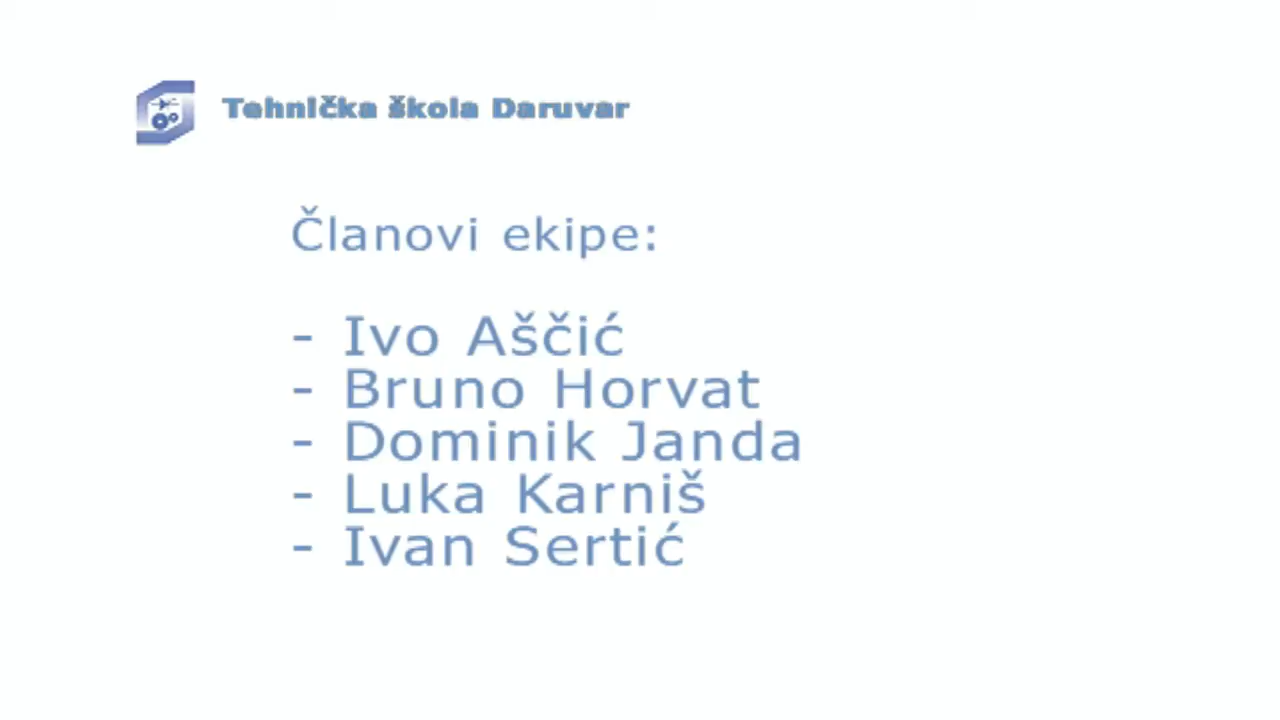 Tehnička škola Daruvar
Članovi ekipe:
- Ivo Aščić
- Bruno Horvat
- Dominik Janda
- Luka Karniš
- Ivan Sertić